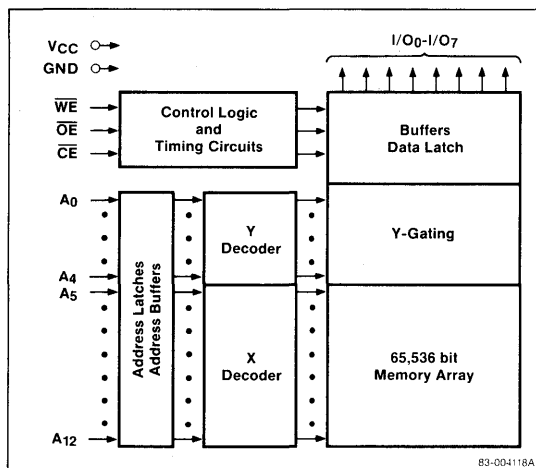 I/O0-I/O7
VCC
GND
WE
OE
CE
Control Logic
and
Timing Circuits
Buffers
Data Latch
A0
A4
A5
A12
Address Latches
Address Buffers
Y
Decoder
Y-Gating
X
Decoder
65,536 bit
Memory Array
83-004118A